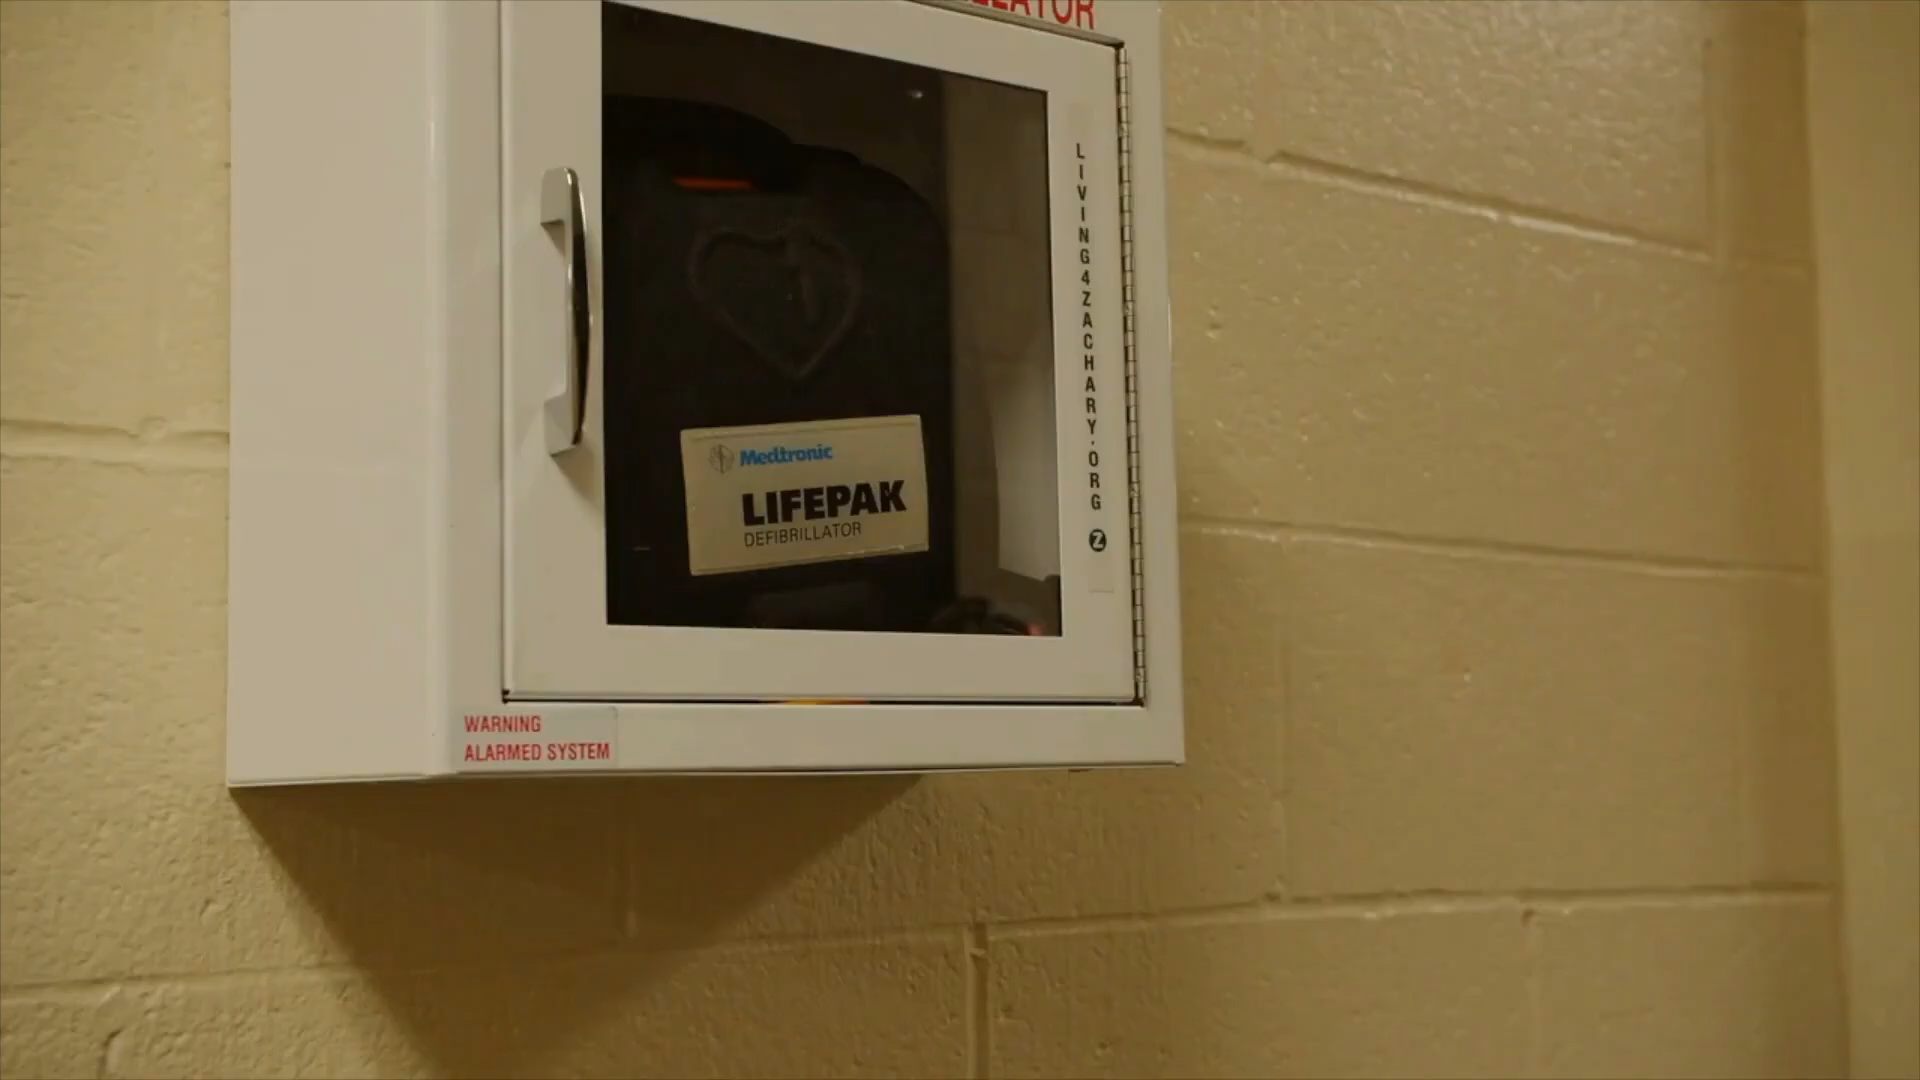 LIVING4ZACHARY.ORG
Z
Medtronic
LIFEPAK
DEFIBRILLATOR
WARNING
ALARMED SYSTEM